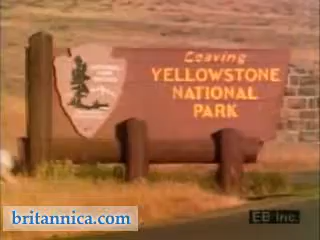 Leaving
YELLOWSTONE
NATIONAL
PARK
EB Inc.
britannica.com